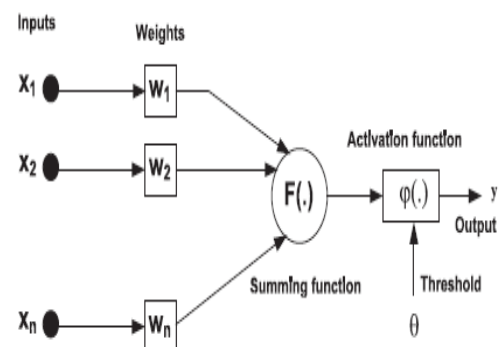 Inputs
Weights
X1
W1
X2
W2
Activation function
F(.)
φ(.)
y
Output
Summing function
Threshold
Xn
Wn
θ